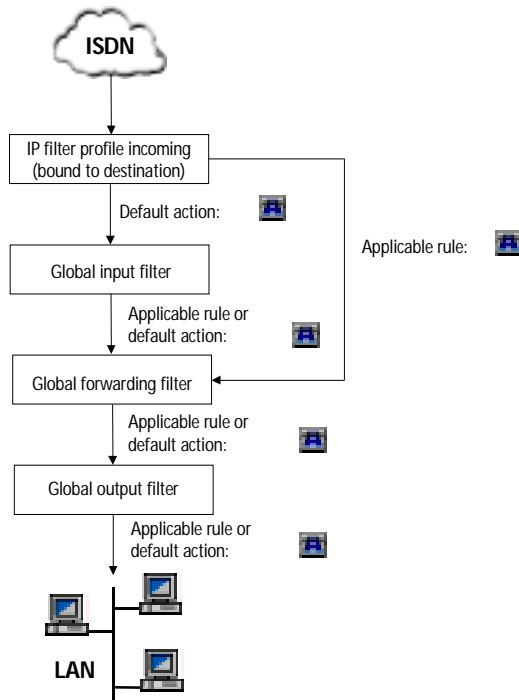 ISDN
IP filter profile incoming
(bound to destination)
Default action:
Applicable rule:
Global input filter
Applicable rule or
default action:
Global forwarding filter
Applicable rule or
default action:
Global output filter
Applicable rule or
default action:
LAN